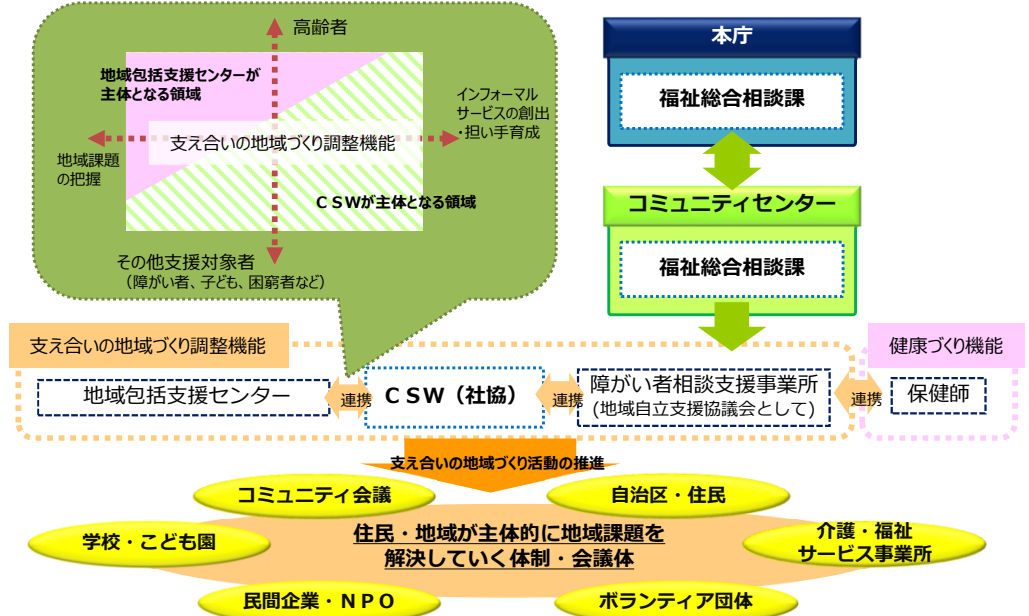 高齢者
地域包括支援センターが
主体となる領域
インフォーマル
サービスの創出
・担い手育成
支え合いの地域づくり調整機能
地域課題
の把握
ＣＳＷが主体となる領域
その他支援対象者
（障がい者、子ども、困窮者など）
本庁
福祉総合相談課
コミュニティセンター
福祉総合相談課
支え合いの地域づくり調整機能
健康づくり機能
地域包括支援センター
連携
ＣＳＷ（社協）
連携
障がい者相談支援事業所
(地域自立支援協議会として)
連携
保健師
支え合いの地域づくり活動の推進
コミュニティ会議
自治区・住民
学校・こども園
住民・地域が主体的に地域課題を
解決していく体制・会議体
介護・福祉
サービス事業所
民間企業・ＮＰＯ
ボランティア団体